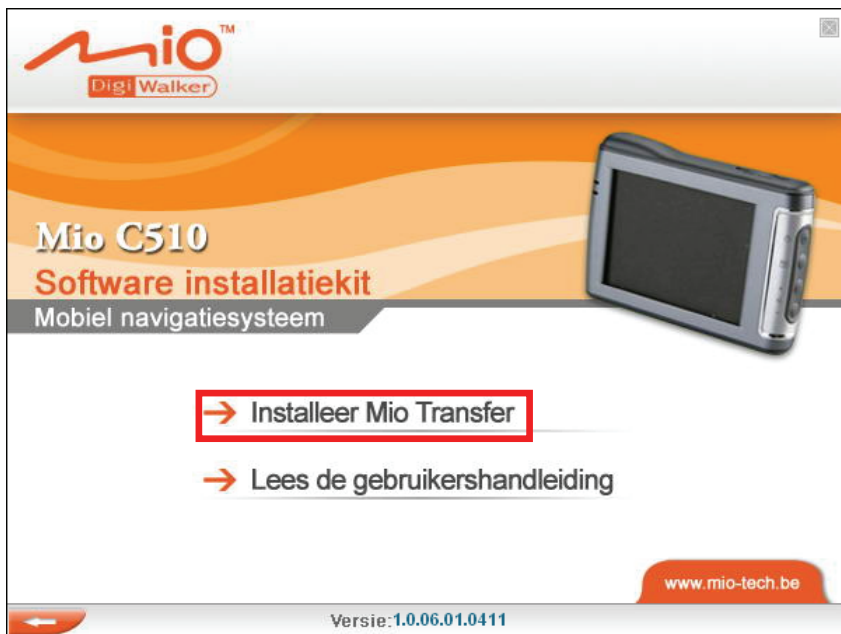 Mio™
Digi Walker
Mio C510
Software installatiekit
Mobiel navigatiesysteem
Installeer Mio Transfer
Lees de gebruikershandleiding
www.mio-tech.be
Versie:1.0.06.01.0411